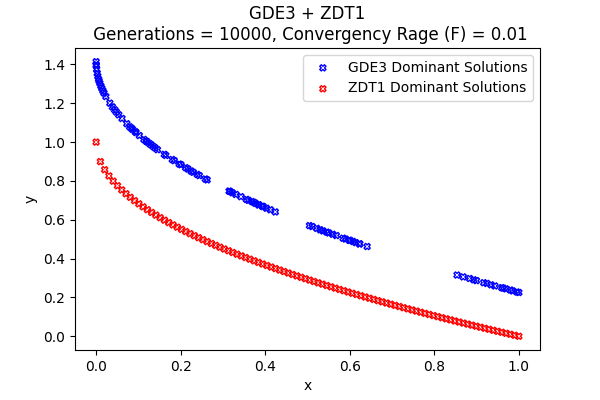 GDE3 + ZDT1
Generations = 10000, Convergency Rage (F) = 0.01
GDE3 Dominant Solutions
ZDT1 Dominant Solutions
1.4
1.2
1.0
0.8
0.6
0.4
0.2
0.0
y
0.0 0.2 0.4 0.6 0.8 1.0
x